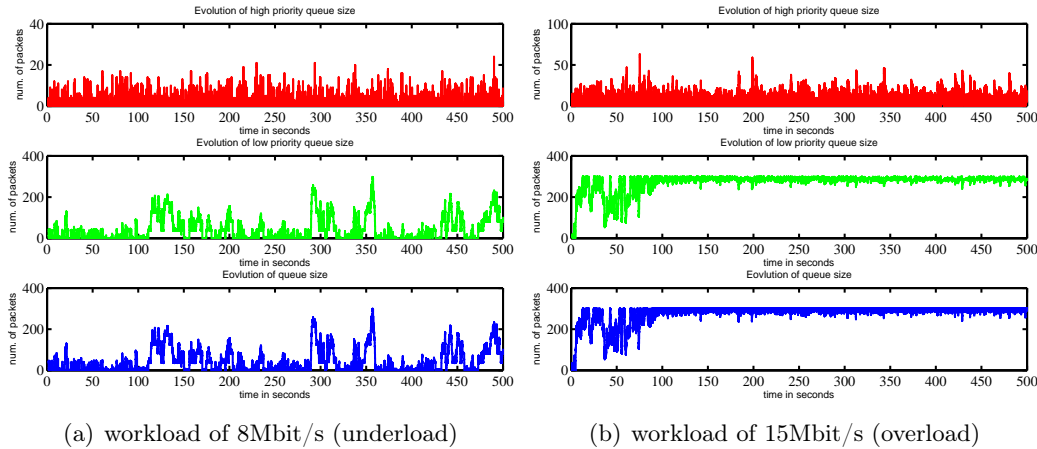 Evolution of high priority queue size
num. of packets
40
20
0
0 50 100 150 200 250 300 350 400 450 500
time in seconds
Evolution of low priority queue size
num. of packets
400
200
0
0 50 100 150 200 250 300 350 400 450 500
time in seconds
Eovlution of queue size
num. of packets
400
200
0
0 50 100 150 200 250 300 350 400 450 500
time in seconds
(a) workload of 8Mbit/s (underload)
Evolution of high priority queue size
num. of packets
100
50
0
0 50 100 150 200 250 300 350 400 450 500
time in seconds
Evolution of low priority queue size
num. of packets
400
200
0
0 50 100 150 200 250 300 350 400 450 500
time in seconds
Eovlution of queue size
num. of packets
400
200
0
0 50 100 150 200 250 300 350 400 450 500
time in seconds
(b) workload of 15Mbit/s (overload)